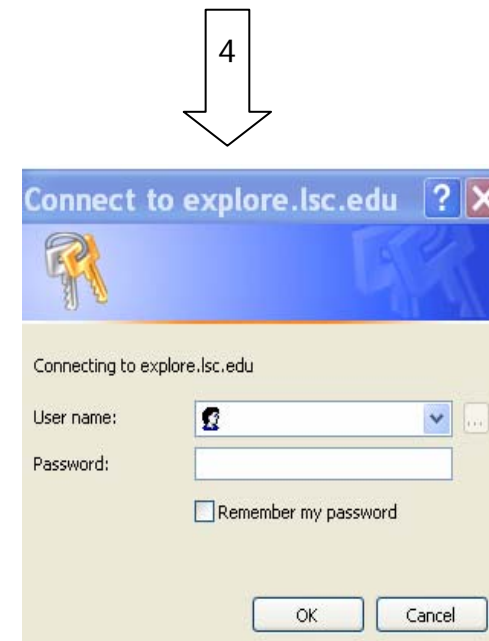 4
Connect to explore.lsc.edu ?
Connecting to explore.lsc.edu
User name:
...
Password:
Remember my password
OK Cancel